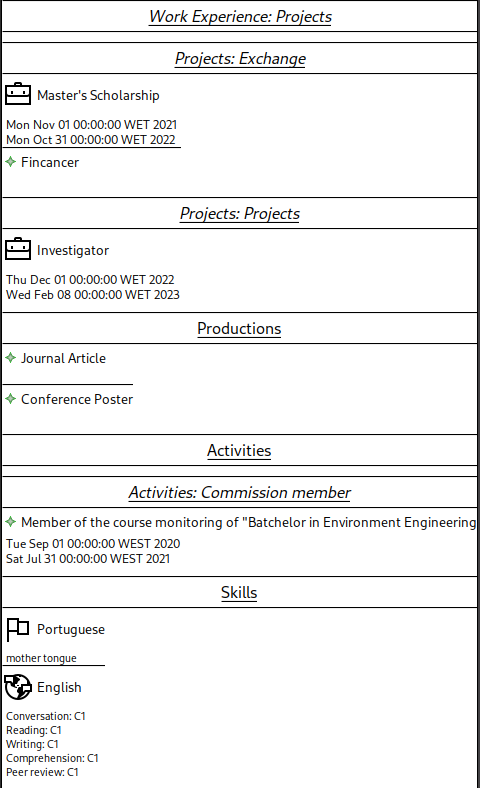 Work Experience: Projects
Projects: Exchange
Master's Scholarship
Mon Nov 01 00:00:00 WET 2021
Mon Oct 31 00:00:00 WET 2022
Fincancer
Projects: Projects
Investigator
Thu Dec 01 00:00:00 WET 2022
Wed Feb 08 00:00:00 WET 2023
Productions
Journal Article
Conference Poster
Activities
Activities: Commission member
Member of the course monitoring of "Batchelor in Environment Engineering
Tue Sep 01 00:00:00 WEST 2020
Sat Jul 31 00:00:00 WEST 2021
Skills
Portuguese
mother tongue
English
Conversation: C1
Reading: C1
Writing: C1
Comprehension: C1
Peer review: C1